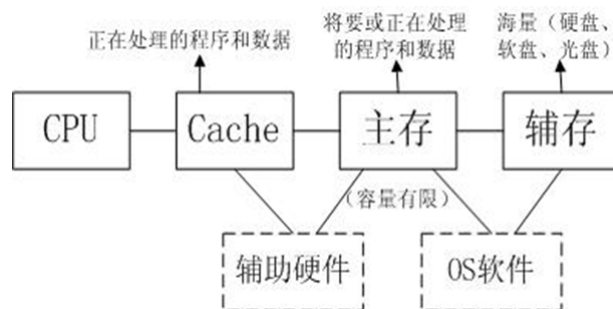 正在处理的程序和数据
将要或正在处理
的程序和数据
海量（硬盘、
软盘、光盘）
CPU
Cache
主存
辅存
（容量有限）
辅助硬件
OS软件